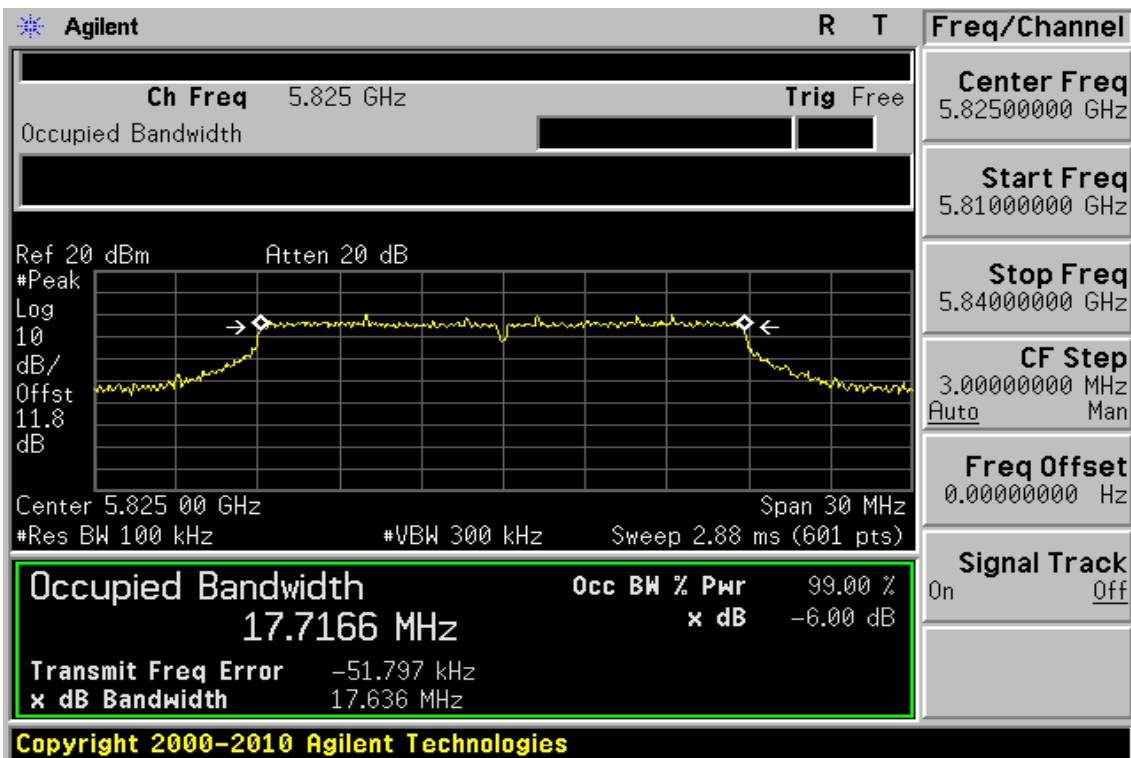 Agilent R T
Ch Freq 5.825 GHz Trig Free
Occupied Bandwidth
Ref 20 dBm Atten 20 dB
#Peak
Log
10
dB/
Offst
11.8
dB
Center 5.825 00 GHz Span 30 MHz
#Res BW 100 kHz #VBW 300 kHz Sweep 2.88 ms (601 pts)
Occupied Bandwidth
17.7166 MHz
Occ BW % Pwr 99.00 %
x dB -6.00 dB
Transmit Freq Error -51.797 kHz
x dB Bandwidth 17.636 MHz
Copyright 2000-2010 Agilent Technologies
Freq/Channel
Center Freq
5.82500000 GHz
Start Freq
5.81000000 GHz
Stop Freq
5.84000000 GHz
CF Step
3.00000000 MHz
Auto Man
Freq Offset
0.00000000 Hz
Signal Track
On Off